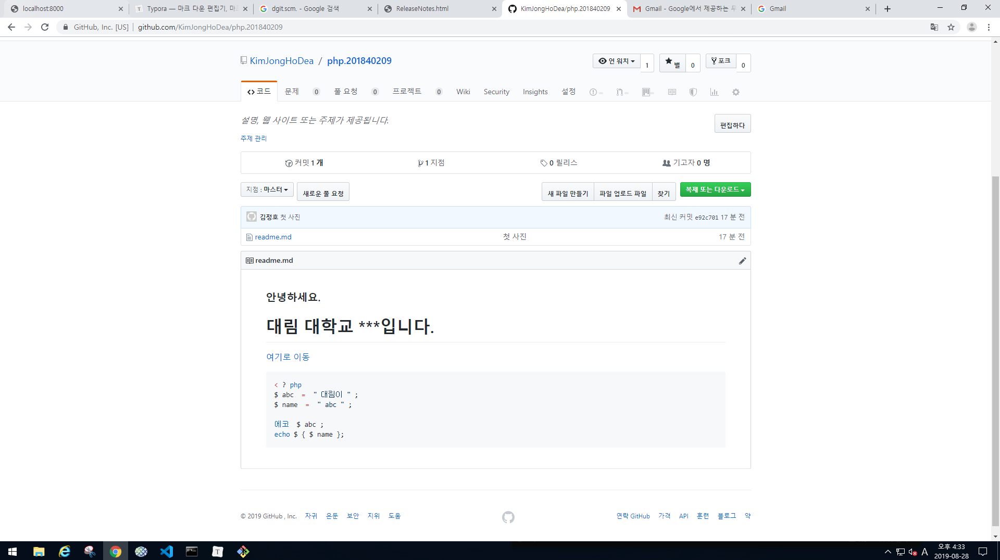 localhost:8000
Typora — 마크 다운 편집기, 마크
dgit.scm. - Google 검색
ReleaseNotes.html
KimJongHoDea/php.201840209
Gmail - Google에서 제공하는 무
Gmail
GitHub, Inc. [US]
github.com/KimJongHoDea/php.201840209
KimJongHoDea / php.201840209
언 워치 1
별 0
포크 0
코드
문제 0
풀 요청 0
프로젝트 0
Wiki
Security
Insights
설정
설명, 웹 사이트 또는 주제가 제공됩니다.
편집하다
주제 관리
커밋 1 개
1 지점
0 릴리스
기고자 0 명
지점 : 마스터
새로운 풀 요청
새 파일 만들기
파일 업로드 파일
찾기
복제 또는 다운로드
김정호 첫 사진
최신 커밋 e92c701 17 분 전
readme.md
첫 사진
17 분 전
readme.md
안녕하세요.
대림 대학교 ***입니다.
여기로 이동
< ? php
$ abc = " 대림이 " ;
$ name = " abc " ;
에코 $ abc ;
echo $ { $ name };
© 2019 GitHub , Inc.
자귀
은둔
보안
지위
도움
연락 GitHub
가격
API
훈련
블로그
약
T
A
오후 4:33
2019-08-28